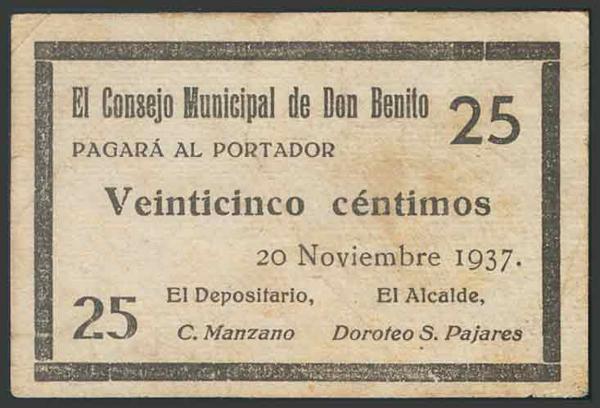 El Consejo Municipal de Don Benito
25
PAGARÁ AL PORTADOR
Veinticinco céntimos
20 Noviembre 1937.
El Depositario, El Alcalde,
25
C. Manzano Doroteo S. Pajares